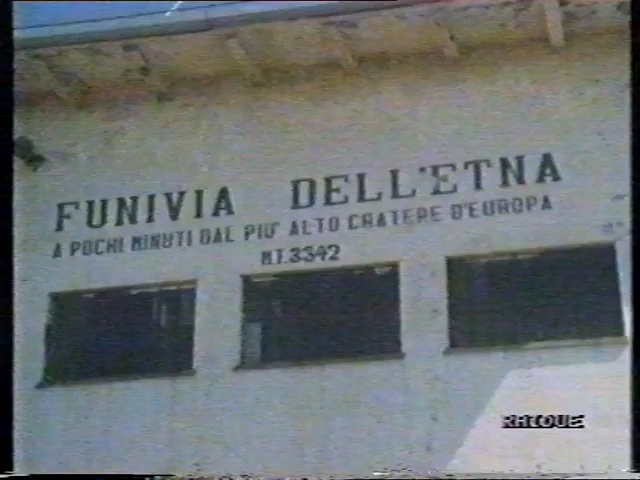 FUNIVIA DELL'ETNA
A POCHI MINUTI DAL PIU' ALTO CRATERE D'EUROPA
MT.3342
RAIDUE